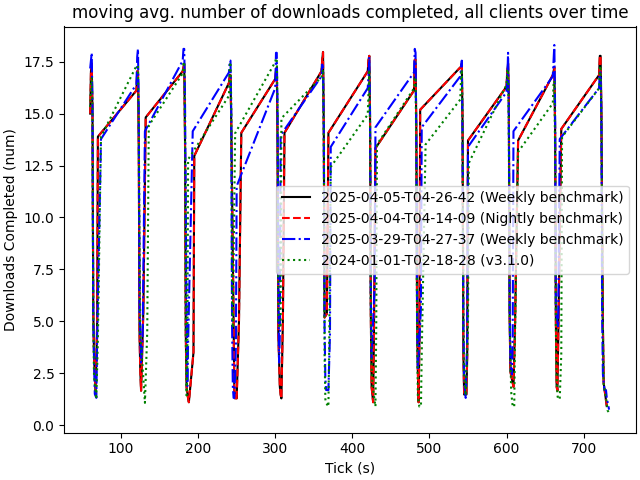 moving avg. number of downloads completed, all clients over time
Downloads Completed (num)
17.5
15.0
12.5
10.0
7.5
5.0
2.5
0.0
2025-04-05-T04-26-42 (Weekly benchmark)
2025-04-04-T04-14-09 (Nightly benchmark)
2025-03-29-T04-27-37 (Weekly benchmark)
2024-01-01-T02-18-28 (v3.1.0)
100 200 300 400 500 600 700
Tick (s)